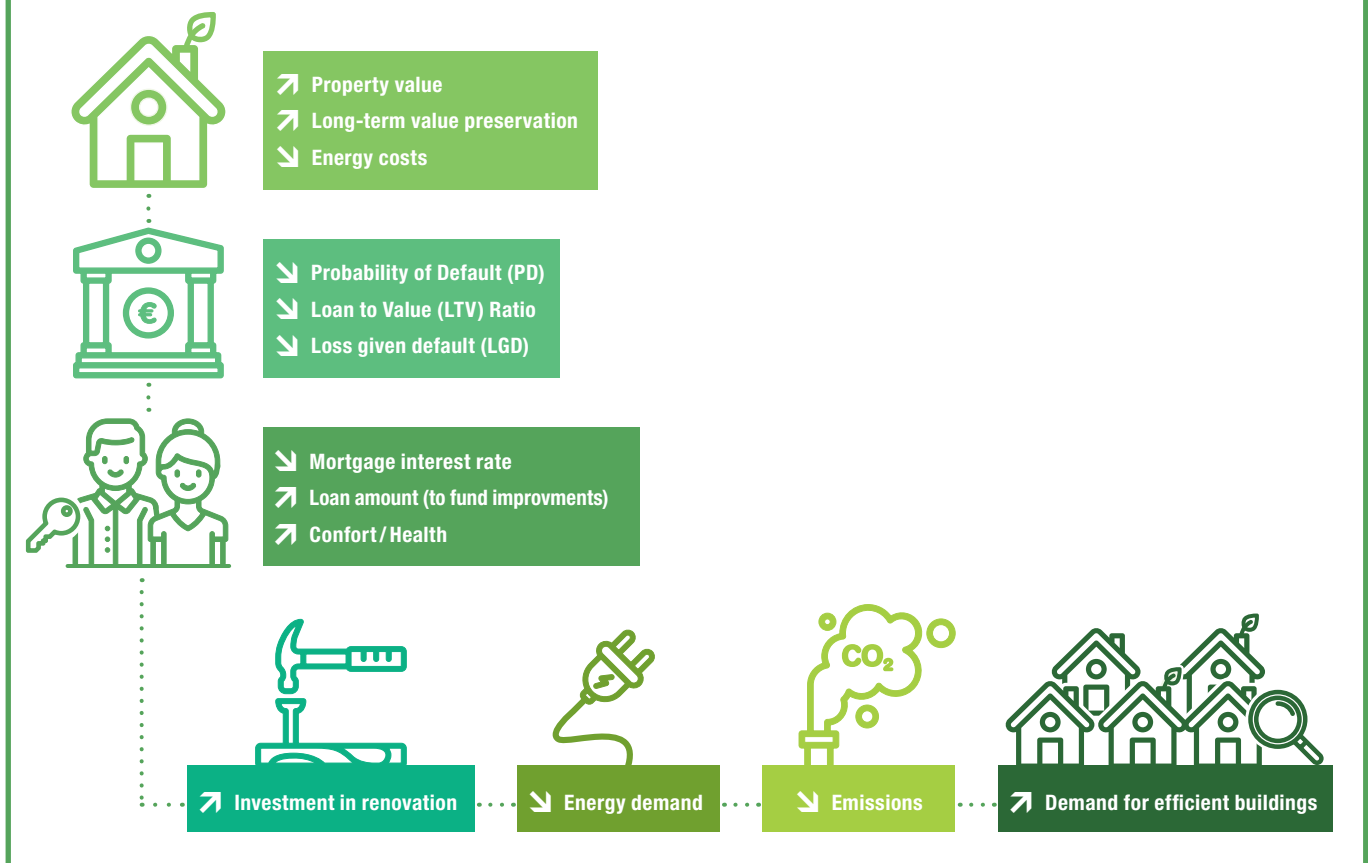 Property value
Long-term value preservation
Energy costs
€
Probability of Default (PD)
Loan to Value (LTV) Ratio
Loss given default (LGD)
Mortgage interest rate
Loan amount (to fund improvments)
Confort / Health
CO₂
Investment in renovation
Energy demand
Emissions
Demand for efficient buildings